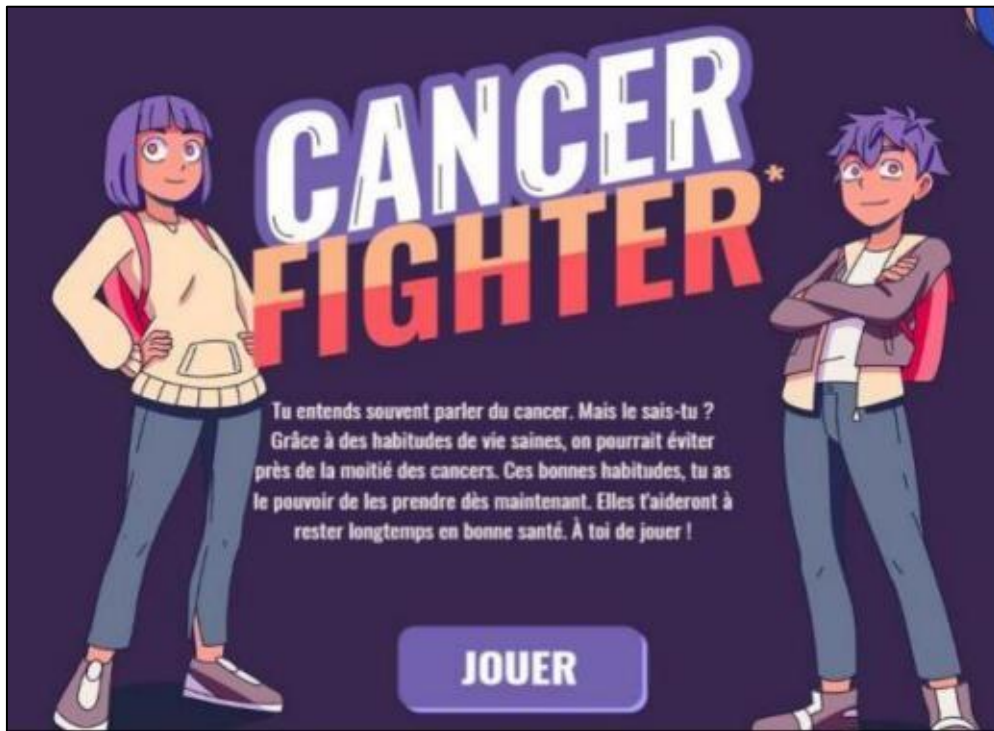 CANCER
FIGHTER*
Tu entends souvent parler du cancer. Mais le sais-tu ?
Grâce à des habitudes de vie saines, on pourrait éviter
près de la moitié des cancers. Ces bonnes habitudes, tu as
le pouvoir de les prendre dès maintenant. Elles t'aideront à
rester longtemps en bonne santé. À toi de jouer !
JOUER